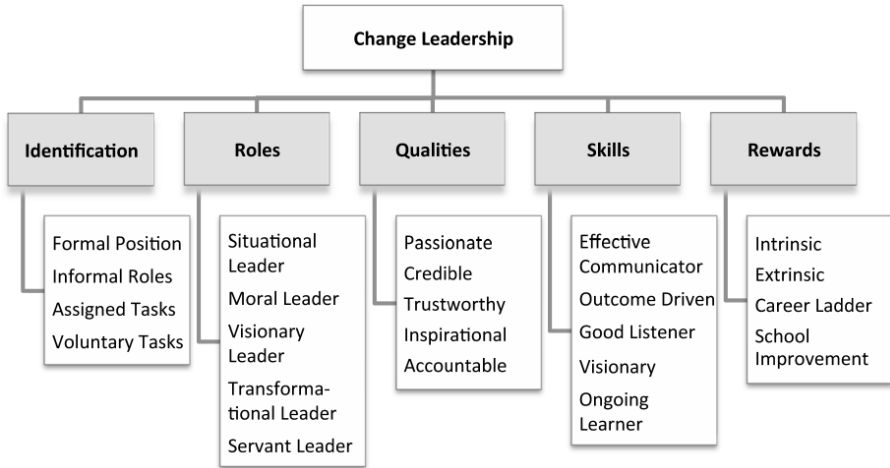 Change Leadership
Identification
Roles
Qualities
Skills
Rewards
Formal Position
Informal Roles
Assigned Tasks
Voluntary Tasks
Situational
Leader
Moral Leader
Visionary
Leader
Transforma-
tional Leader
Servant Leader
Passionate
Credible
Trustworthy
Inspirational
Accountable
Effective
Communicator
Outcome Driven
Good Listener
Visionary
Ongoing
Learner
Intrinsic
Extrinsic
Career Ladder
School
Improvement